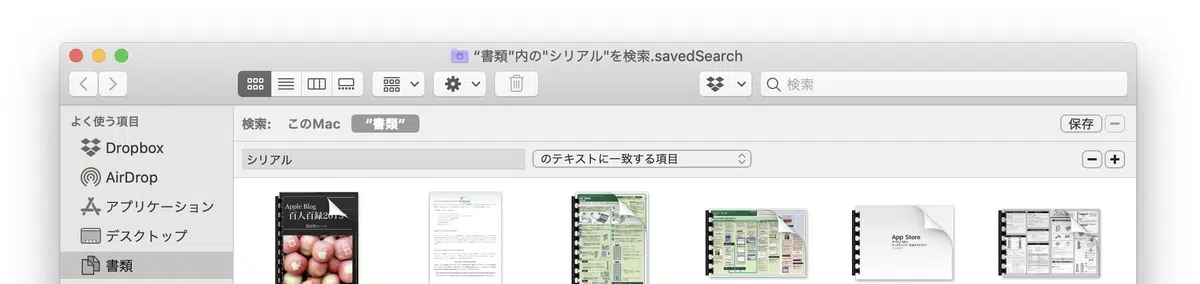 “書類”内の"シリアル"を検索.savedSearch
検索
よく使う項目
Dropbox
AirDrop
アプリケーション
デスクトップ
書類
検索: このMac “書類” 保存
シリアル のテキストに一致する項目
Apple Blog
百人百録2013
App Store